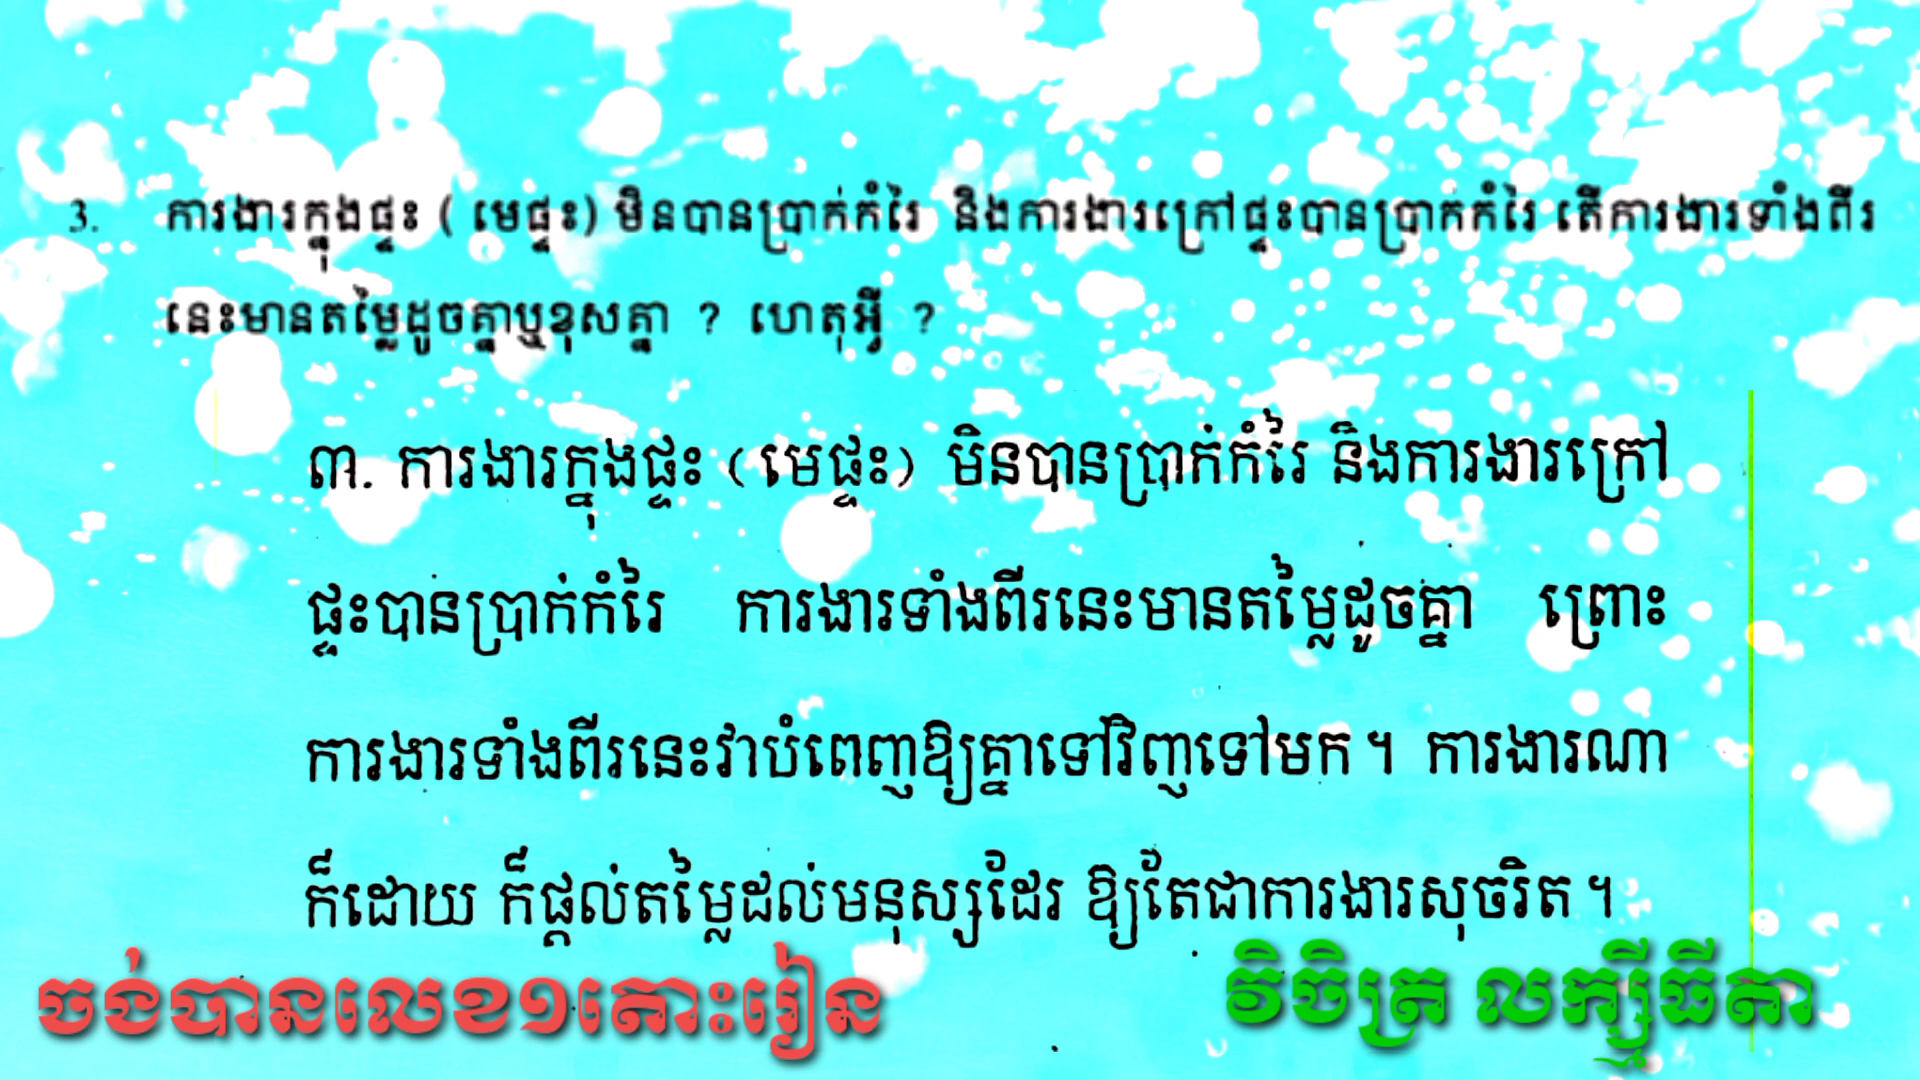 3. ការងារក្នុងផ្ទះ ( មេផ្ទះ) មិនបានប្រាក់កំរៃ និងការងារក្រៅផ្ទះបានប្រាក់កំរៃ តើការងារទាំងពីរ
នេះមានតម្លៃដូចគ្នាឬខុសគ្នា ? ហេតុអ្វី ?
៣. ការងារក្នុងផ្ទះ ( មេផ្ទះ) មិនបានប្រាក់កំរៃ និងការងារក្រៅ
ផ្ទះបានប្រាក់កំរៃ ការងារទាំងពីរនេះមានតម្លៃដូចគ្នា ព្រោះ
ការងារទាំងពីរនេះវាបំពេញឱ្យគ្នាទៅវិញទៅមក ។ ការងារណា
ក៏ដោយ ក៏ផ្តល់តម្លៃដល់មនុស្សដែរ ឱ្យតែជាការងារសុចរិត ។
ចង់បានលេខ១តោះរៀន
វិចិត្រ លក្ស្មីធីតា